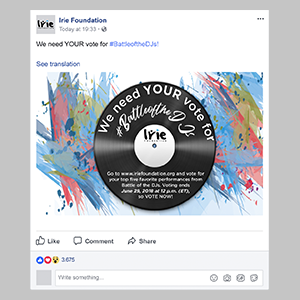 Irie Foundation
Today at 19:33
We need YOUR vote for #BattleoftheDJs!
See translation
We need YOUR vote for
#BattleoftheDJs
Irie
FOUNDATION
Go to www.iriefoundation.org and vote for
your top five favorite performances from
Battle of the DJs. Voting ends
June 25, 2018 at 12 p.m. (ET),
so VOTE NOW!
Like Comment Share
3.675
Write something...